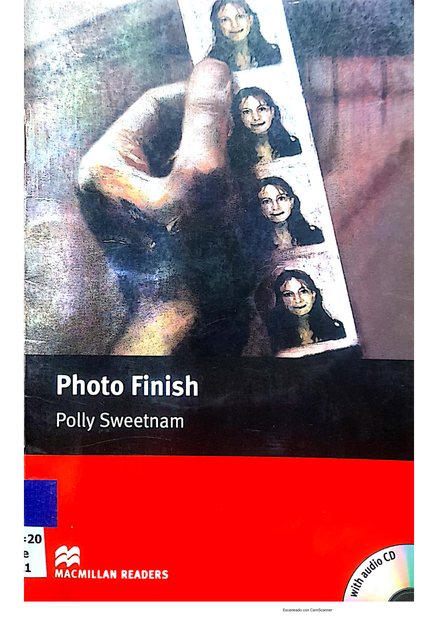 Photo Finish
Polly Sweetnam
:20
e
1
MACMILLAN READERS
with audio CD
Escaneado con CamScanner